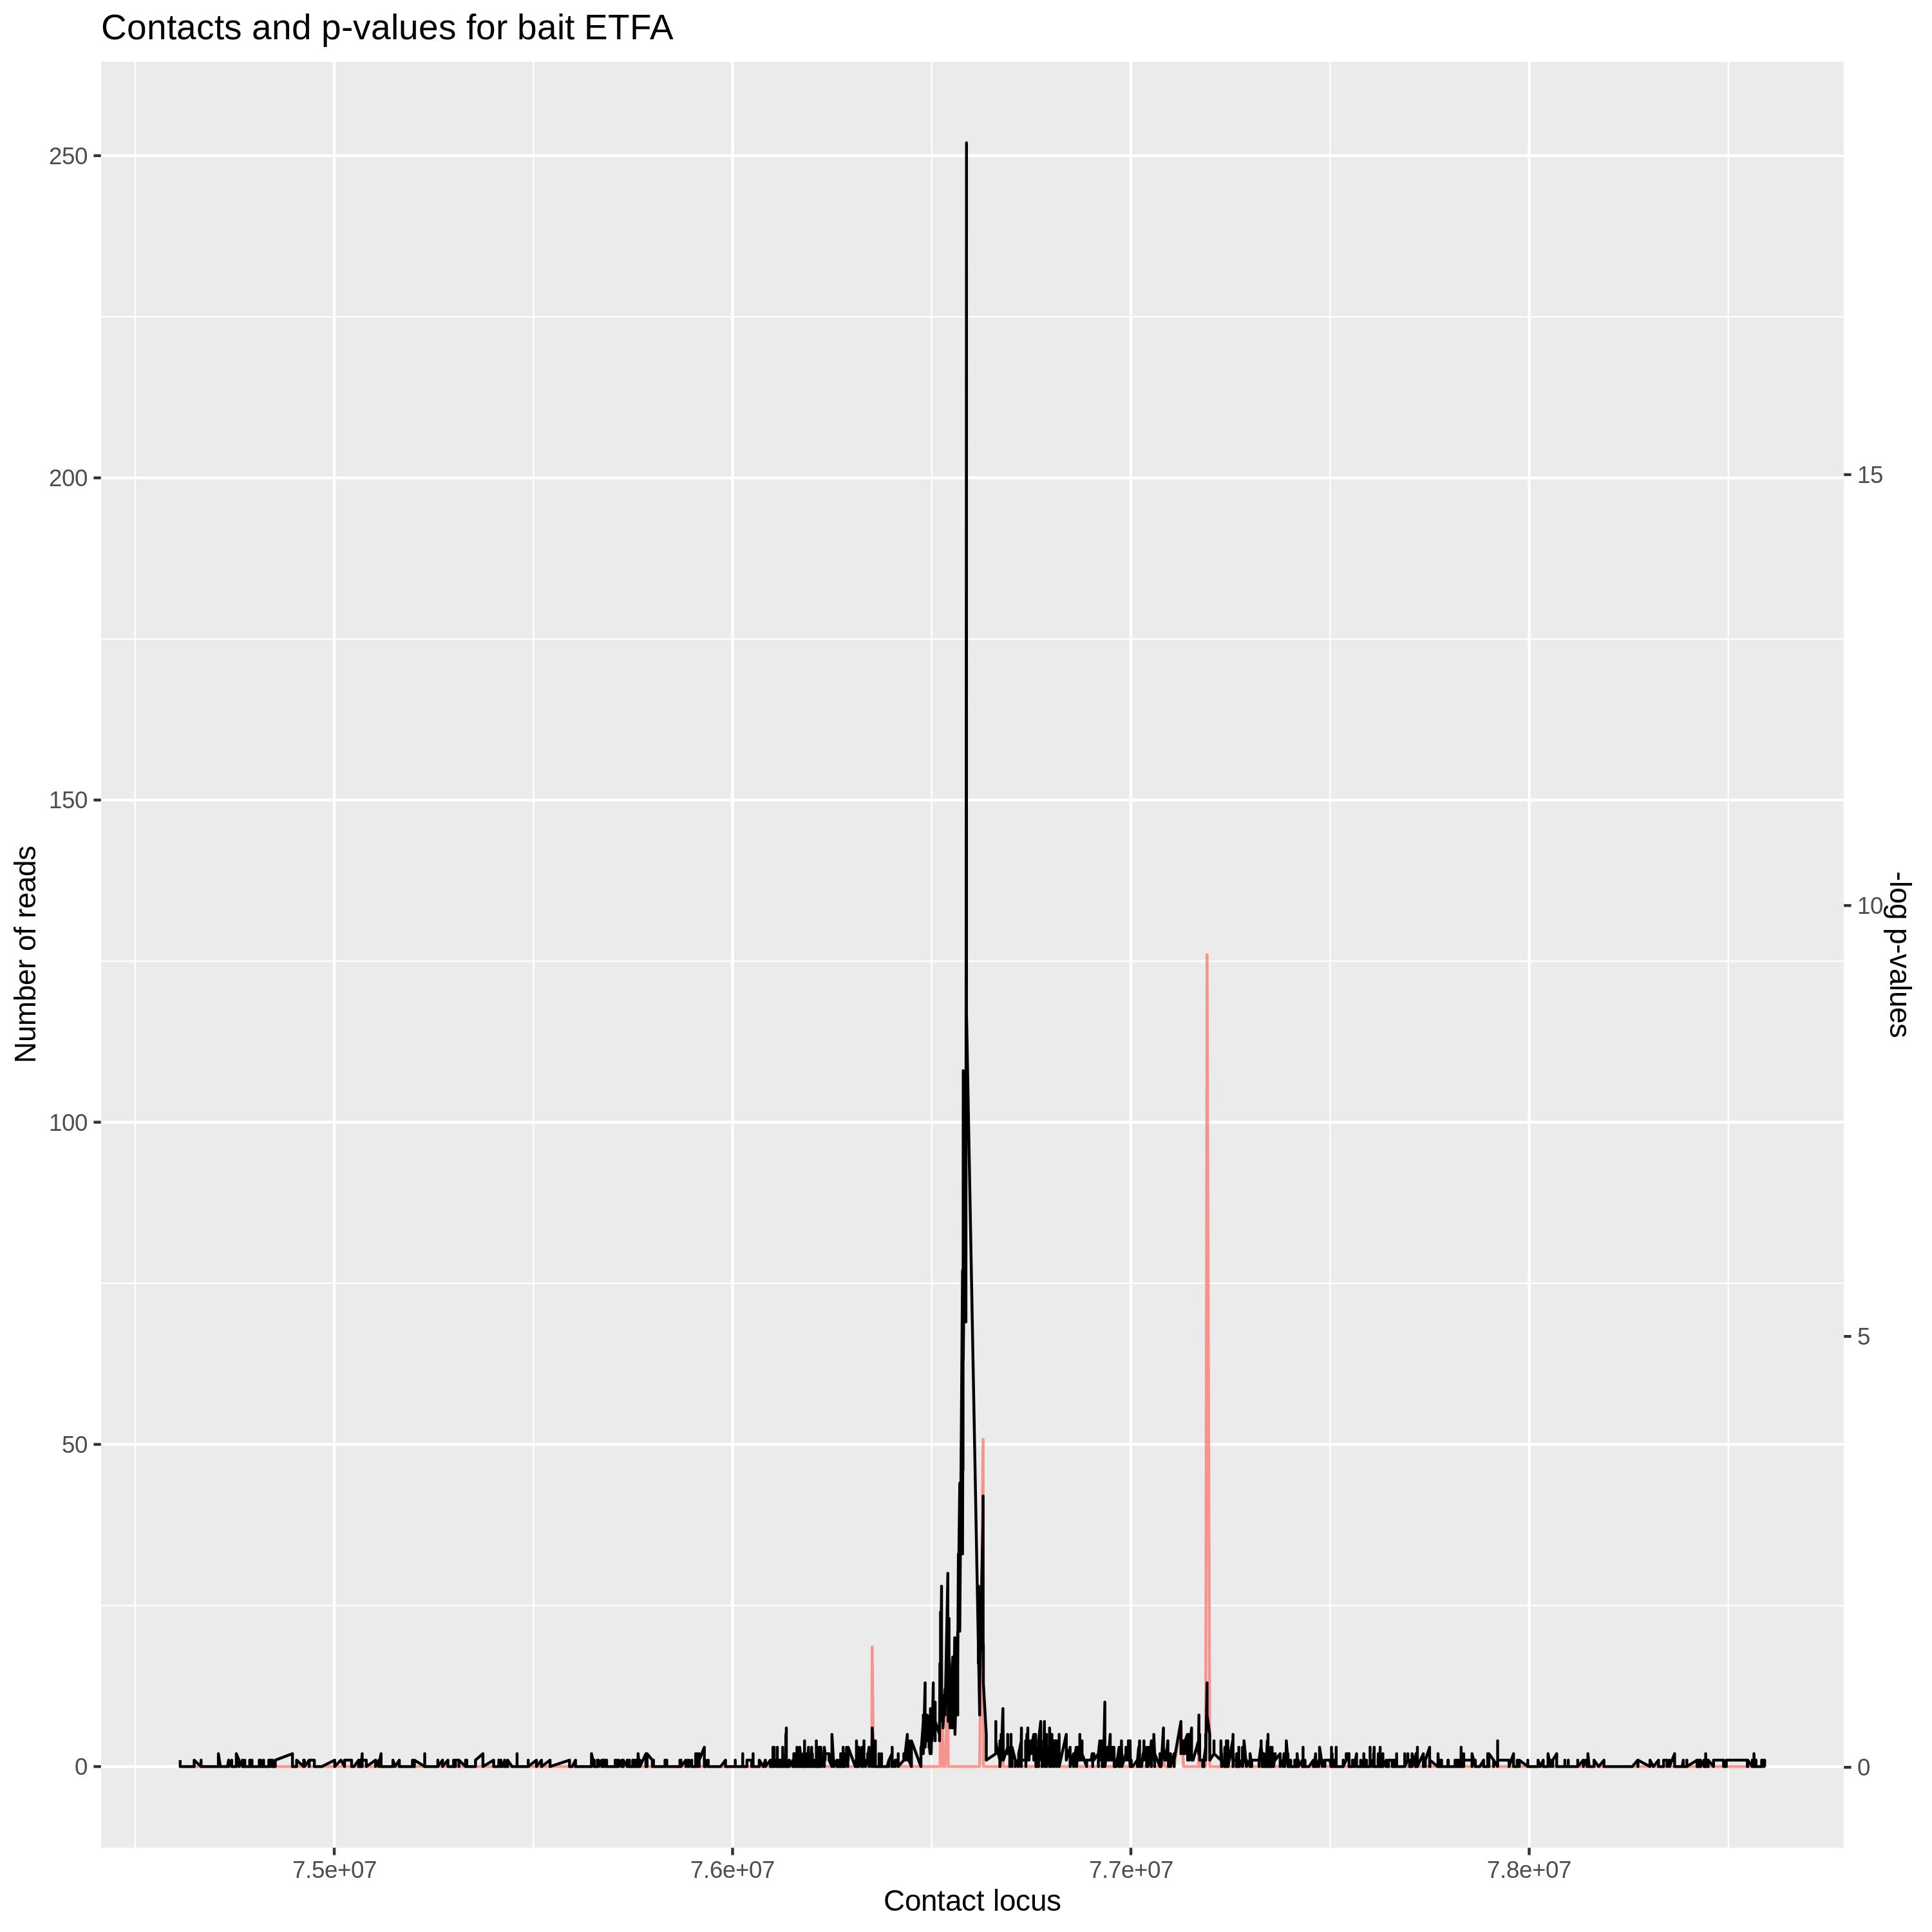 Contacts and p-values for bait ETFA
250
200
150
100
50
0
Number of reads
15
10
5
0
-log p-values
7.5e+07 7.6e+07 7.7e+07 7.8e+07
Contact locus